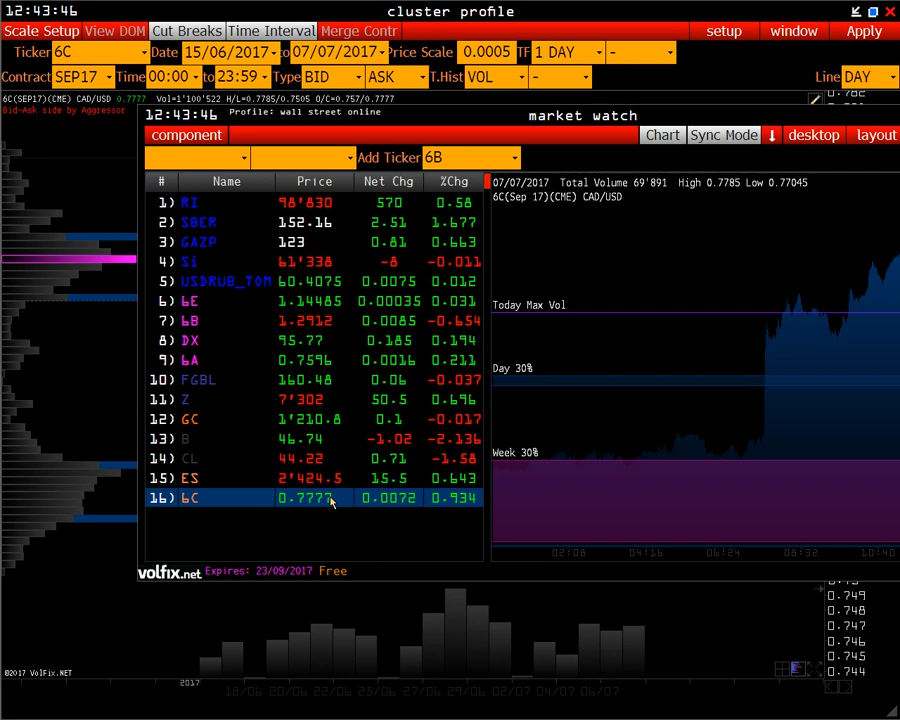 12:43:46 cluster profile
Scale Setup View DOM Cut Breaks Time Interval Merge Contr setup window Apply
Ticker 6C Date 15/06/2017 to 07/07/2017 Price Scale 0.0005 TF 1 DAY -
Contract SEP17 Time 00:00 to 23:59 Type BID ASK T.Hist VOL - Line DAY
6C(SEP17)(CME) CAD/USD 0.7777 Vol=1'100'522 H/L=0.7785/0.7505 O/C=0.757/0.7777
Bid-Ask side by Aggressor
12:43:46 Profile: wall street online market watch
component Chart Sync Mode ↓ desktop layout
Add Ticker 6B
# Name Price Net Chg %Chg
1) RI 98'830 570 0.58
2) SBER 152.16 2.51 1.677
3) GAZP 123 0.81 0.663
4) Si 61'338 -8 -0.011
5) USDRUB_TOM 60.4075 0.0075 0.012
6) 6E 1.14485 0.00035 0.031
7) 6B 1.2912 0.0085 -0.654
8) DX 95.77 0.185 0.194
9) 6A 0.7596 0.0016 0.211
10) FGBL 160.48 0.06 -0.037
11) Z 7'302 50.5 0.696
12) GC 1'210.8 0.1 -0.017
13) B 46.74 -1.02 -2.136
14) CL 44.22 0.71 -1.58
15) ES 2'424.5 15.5 0.643
16) 6C 0.7777 0.0072 0.934
07/07/2017 Total Volume 69'891 High 0.7785 Low 0.77045
6C(Sep 17)(CME) CAD/USD
Today Max Vol
Day 30%
Week 30%
02:08 04:16 06:24 08:32 10:40
volfix.net Expires: 23/09/2017 Free
0.749
0.748
0.747
0.746
0.745
0.744
©2017 VolFix.NET
2017
18/06 20/06 22/06 25/06 27/06 29/06 02/07 04/07 06/07